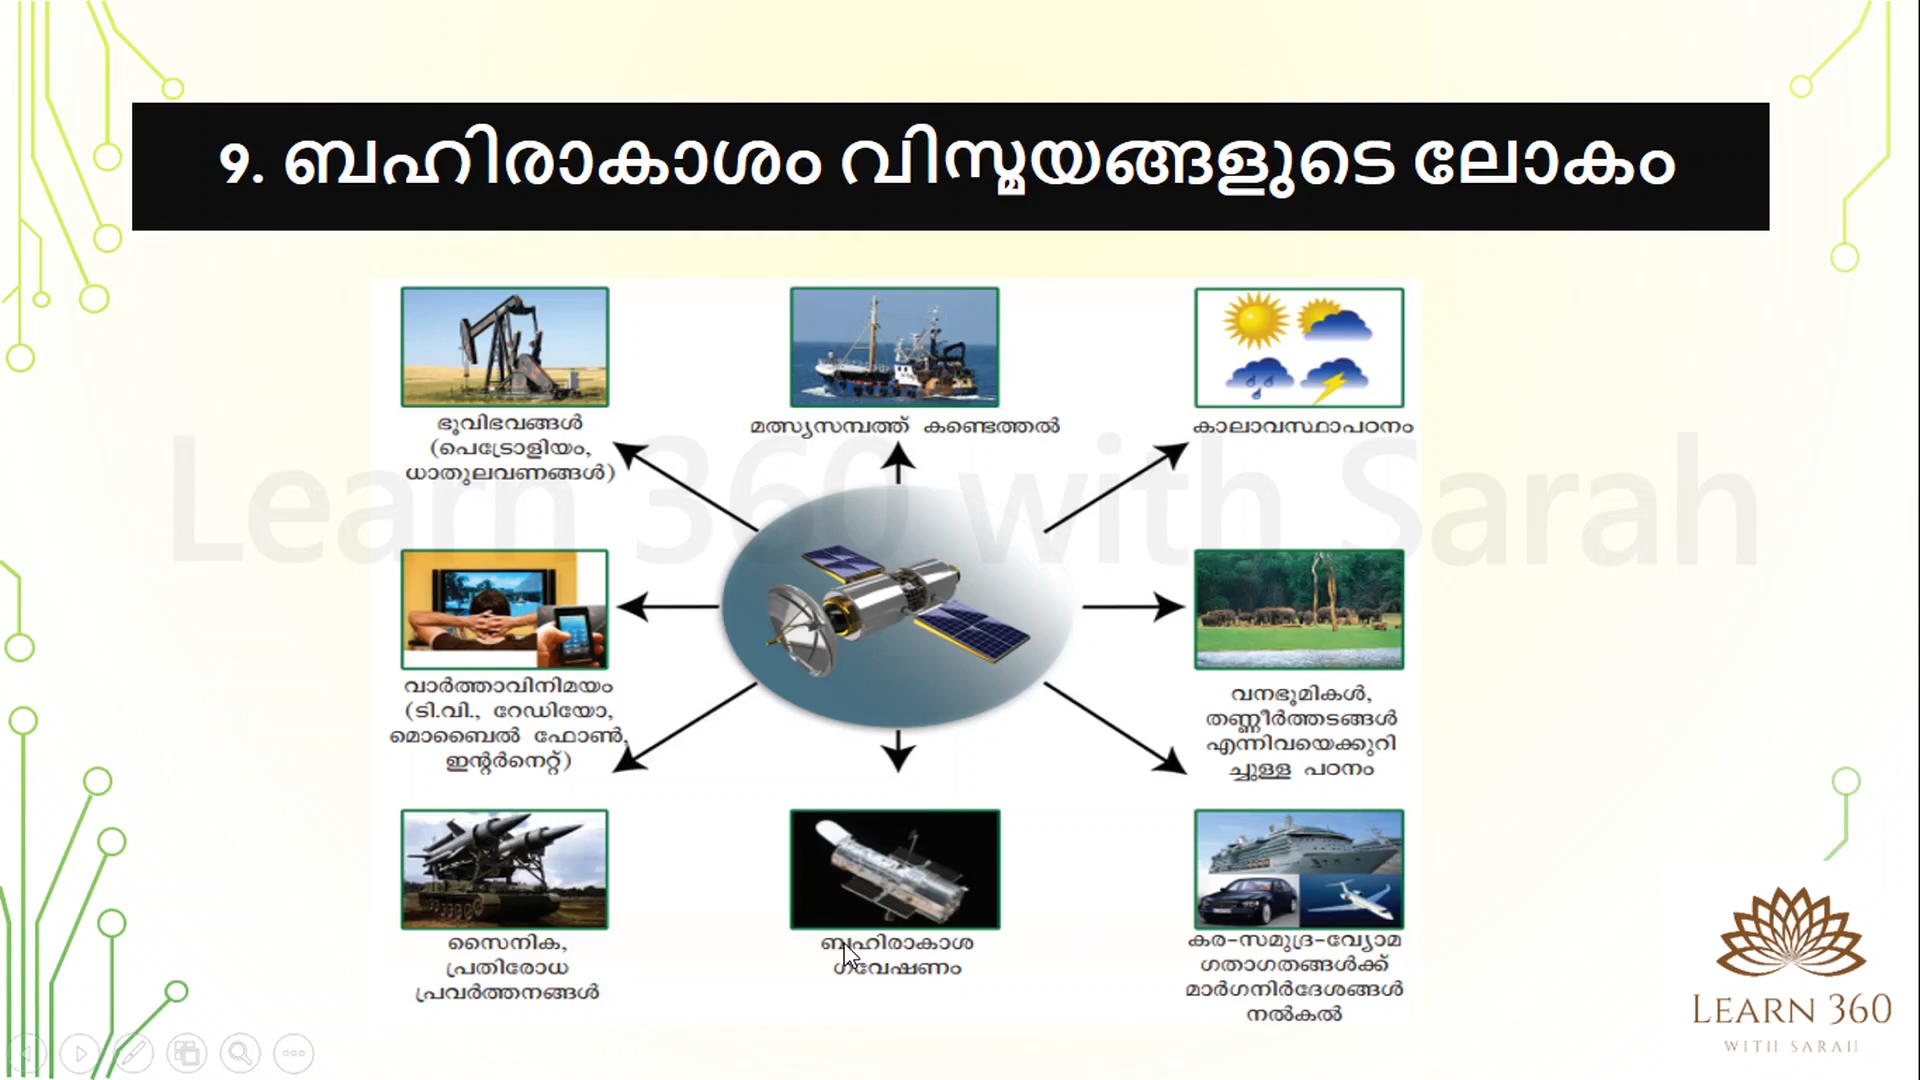 9. ബഹിരാകാശം വിസ്മയങ്ങളുടെ ലോകം
ഭൂവിഭവങ്ങൾ
(പെട്രോളിയം,
ധാതുലവണങ്ങൾ)
മത്സ്യസമ്പത്ത് കണ്ടെത്തൽ
കാലാവസ്ഥാപഠനം
Learn 360 with Sarah
വാർത്താവിനിമയം
(ടി.വി., റേഡിയോ,
മൊബൈൽ ഫോൺ,
ഇന്റർനെറ്റ്)
വനഭൂമികൾ,
തണ്ണീർത്തടങ്ങൾ
എന്നിവയെക്കുറി
ച്ചുള്ള പഠനം
സൈനിക,
പ്രതിരോധ
പ്രവർത്തനങ്ങൾ
ബഹിരാകാശ
ഗവേഷണം
കര-സമുദ്ര-വ്യോമ
ഗതാഗതങ്ങൾക്ക്
മാർഗനിർദേശങ്ങൾ
നൽകൽ
LEARN 360
WITH SARAH